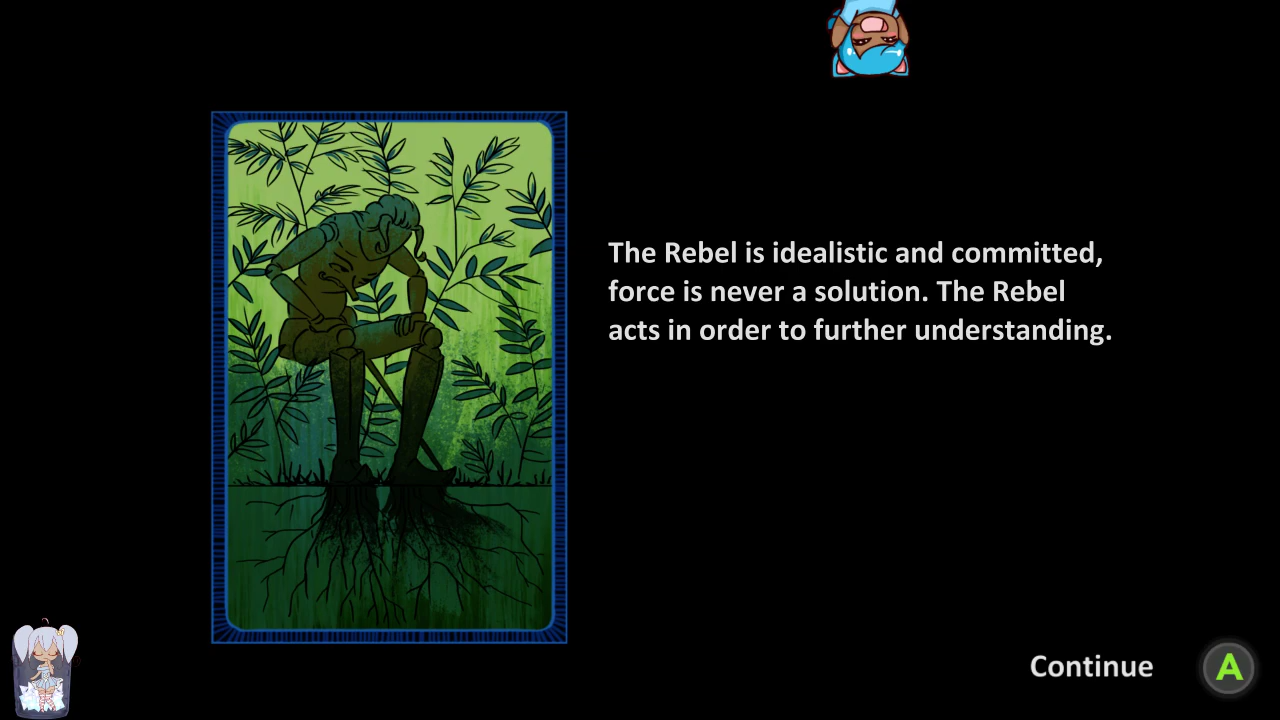 The Rebel is idealistic and committed,
force is never a solution. The Rebel
acts in order to further understanding.
Continue A